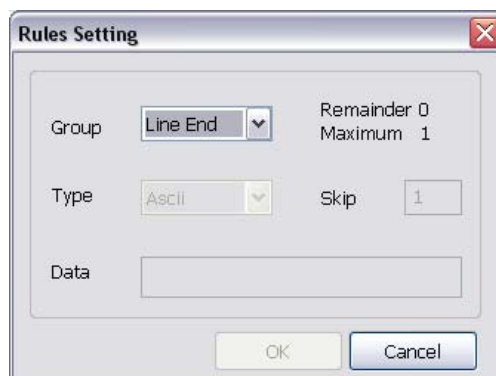 Rules Setting
Group
Line End
Remainder 0
Maximum 1
Type
Ascii
Skip
1
Data
OK
Cancel